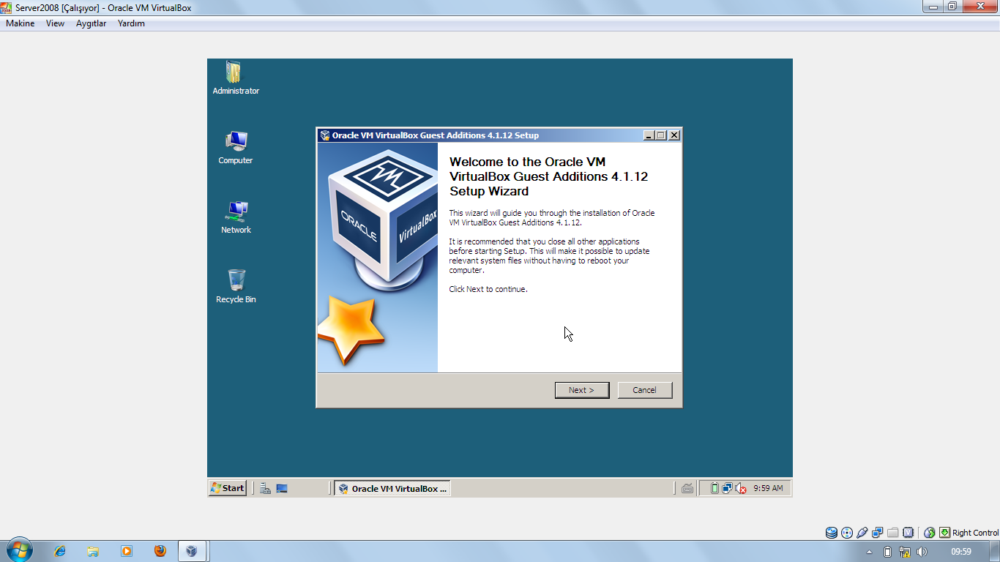 Server2008 [Çalışıyor] - Oracle VM VirtualBox
Makine View Aygıtlar Yardım
Administrator
Computer
Network
Recycle Bin
Oracle VM VirtualBox Guest Additions 4.1.12 Setup
ORACLE
VirtualBox
Welcome to the Oracle VM
VirtualBox Guest Additions 4.1.12
Setup Wizard
This wizard will guide you through the installation of Oracle
VM VirtualBox Guest Additions 4.1.12.
It is recommended that you close all other applications
before starting Setup. This will make it possible to update
relevant system files without having to reboot your
computer.
Click Next to continue.
Next >
Cancel
Start
Oracle VM VirtualBox ...
9:59 AM
Right Control
09:59